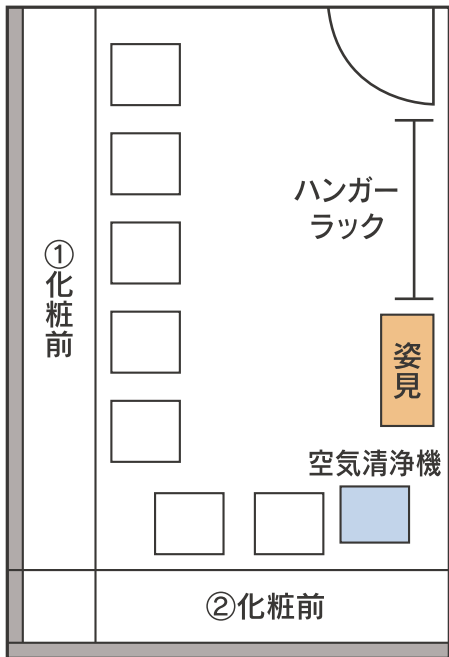 ハンガー
ラック
①化粧前
姿見
空気清浄機
②化粧前